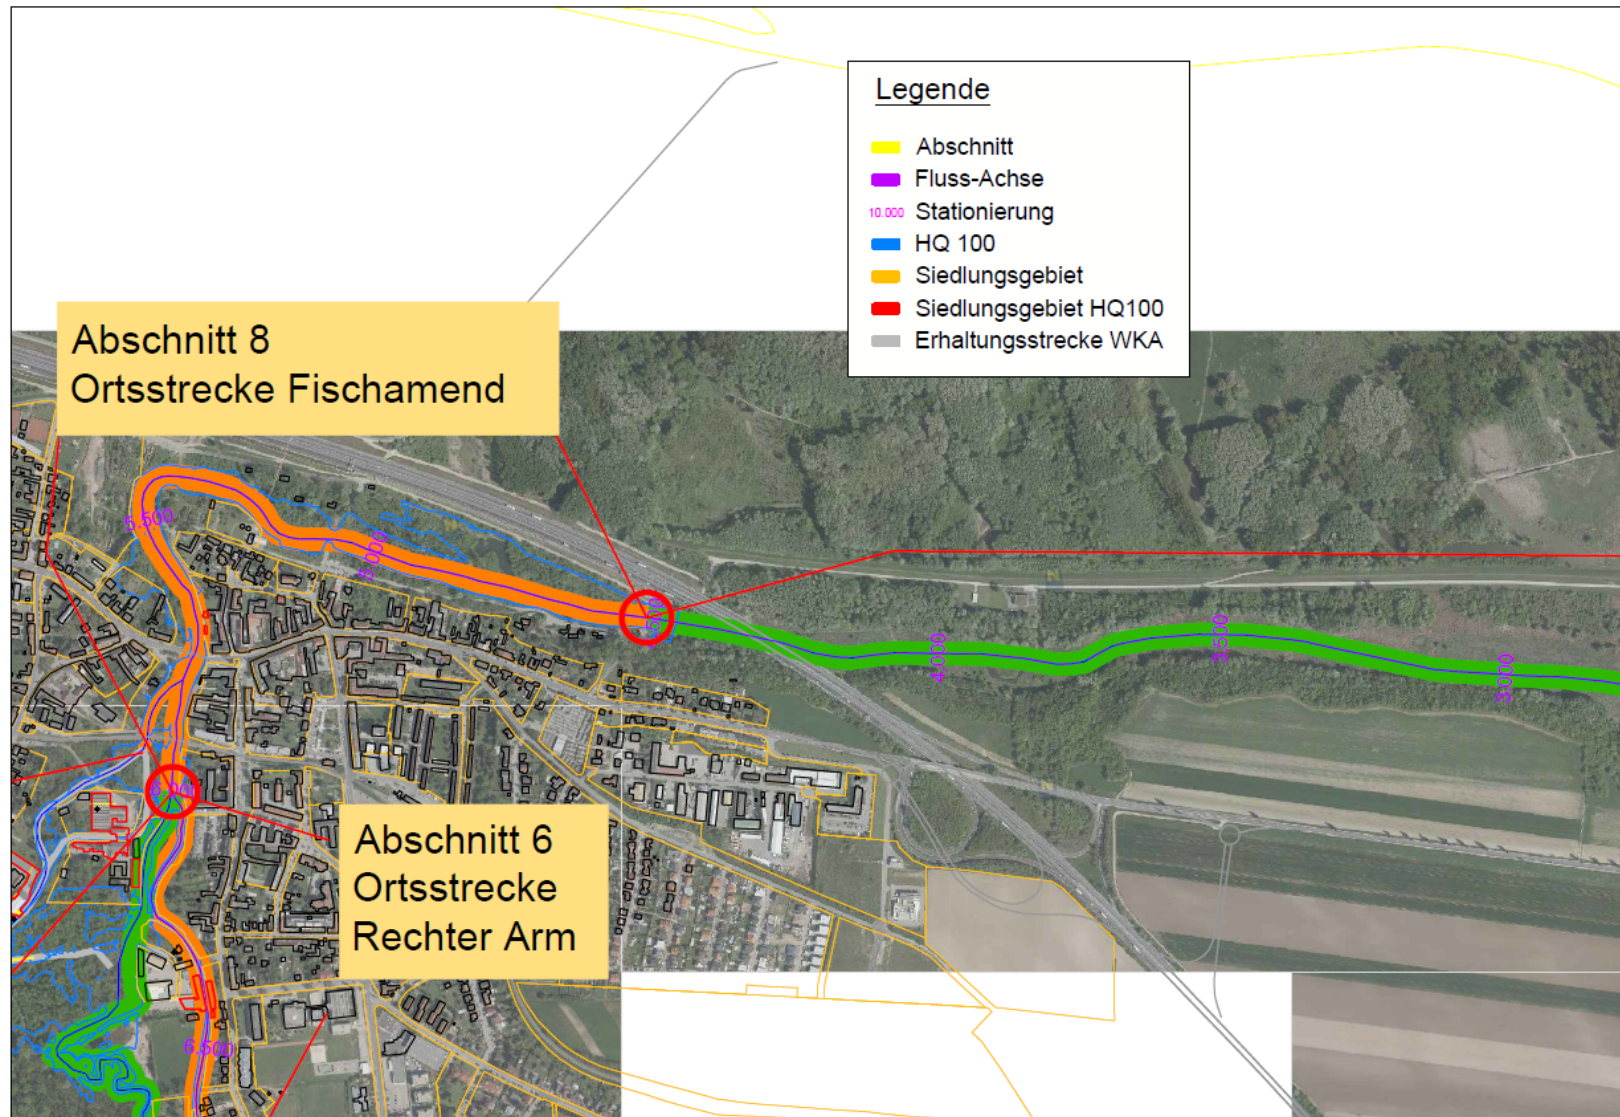 Legende
Abschnitt
Fluss-Achse
10.000 Stationierung
HQ 100
Siedlungsgebiet
Siedlungsgebiet HQ100
Erhaltungsstrecke WKA
Abschnitt 8
Ortsstrecke Fischamend
5.500
5.000
4.000
3.500
3.000
Abschnitt 6
Ortsstrecke
Rechter Arm
6.500